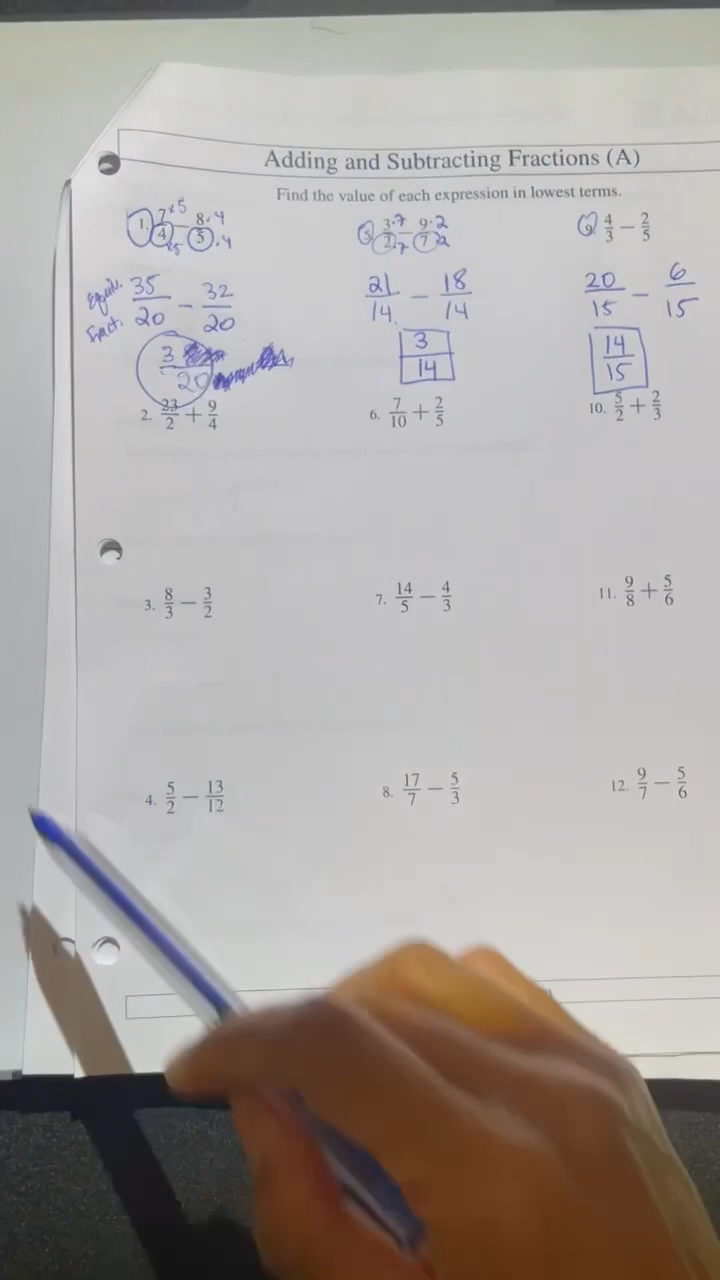 Adding and Subtracting Fractions (A)
Find the value of each expression in lowest terms.
1. 7×5/4×5 − 8·4/5·4
Equiv. Fract. 35/20 − 32/20
3/20
5. 3·7/2·7 − 9·2/7·2
21/14 − 18/14
3/14
9. 4/3 − 2/5
20/15 − 6/15
14/15
2. 23/2 + 9/4
6. 7/10 + 2/5
10. 5/2 + 2/3
3. 8/3 − 3/2
7. 14/5 − 4/3
11. 9/8 + 5/6
4. 5/2 − 13/12
8. 17/7 − 5/3
12. 9/7 − 5/6